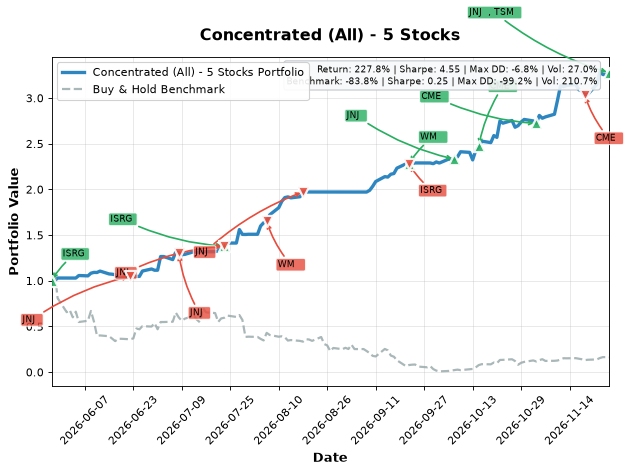 JNJ , TSM
Concentrated (All) - 5 Stocks
Return: 227.8% | Sharpe: 4.55 | Max DD: -6.8% | Vol: 27.0%
Benchmark: -83.8% | Sharpe: 0.25 | Max DD: -99.2% | Vol: 210.7%
Concentrated (All) - 5 Stocks Portfolio
Buy & Hold Benchmark
CME
JNJ
WM
CME
ISRG
ISRG
ISRG
JNJ
WM
JNJ
JNJ
JNJ
3.0
2.5
2.0
1.5
1.0
0.5
0.0
Portfolio Value
2026-06-07
2026-06-23
2026-07-09
2026-07-25
2026-08-10
2026-08-26
2026-09-11
2026-09-27
2026-10-13
2026-10-29
2026-11-14
Date